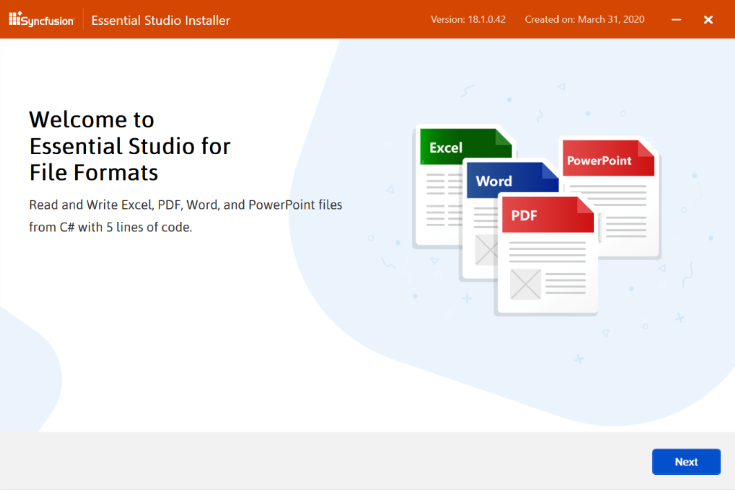 Syncfusion Essential Studio Installer Version: 18.1.0.42 Created on: March 31, 2020
Welcome to
Essential Studio for
File Formats
Read and Write Excel, PDF, Word, and PowerPoint files
from C# with 5 lines of code.
Excel
PowerPoint
Word
PDF
Next